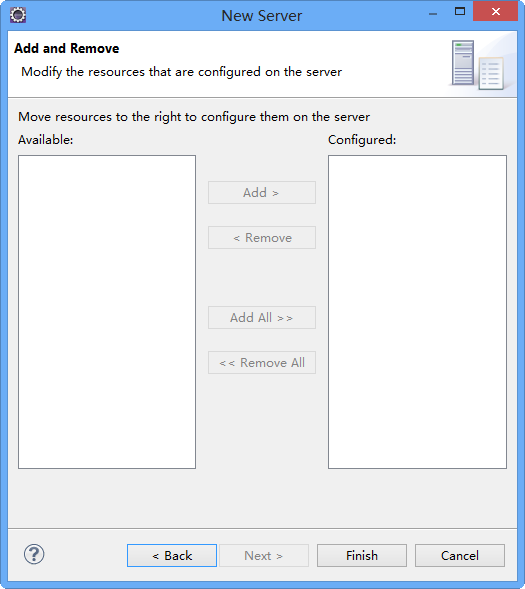 New Server
Add and Remove
Modify the resources that are configured on the server
Move resources to the right to configure them on the server
Available:
Configured:
Add >
< Remove
Add All >>
<< Remove All
?
< Back
Next >
Finish
Cancel